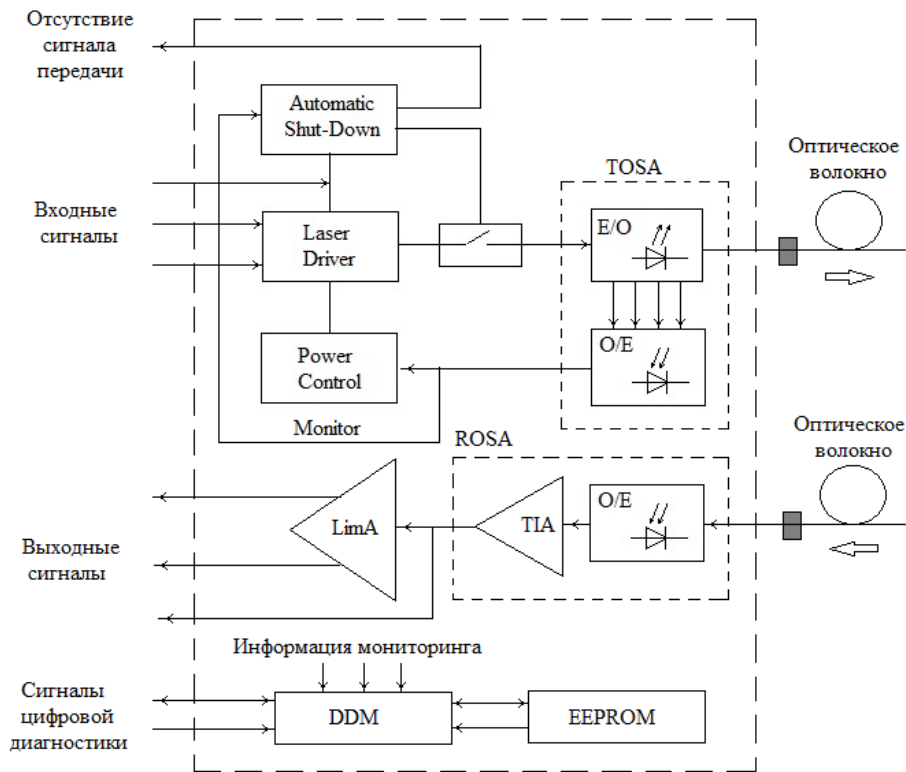 Отсутствие
сигнала
передачи
Automatic
Shut-Down
Оптическое
волокно
TOSA
Входные
сигналы
Laser
Driver
E/O
O/E
Power
Control
Monitor
ROSA
Оптическое
волокно
O/E
TIA
LimA
Выходные
сигналы
Информация мониторинга
Сигналы
цифровой
диагностики
DDM
EEPROM